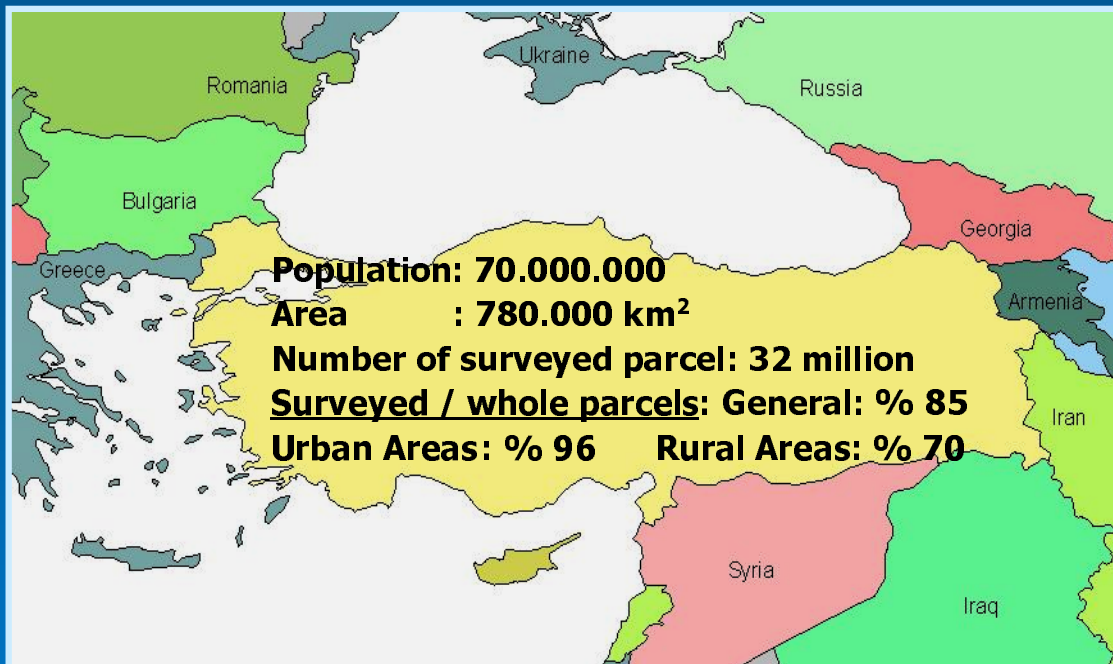 Ukraine
Romania
Russia
Bulgaria
Georgia
Greece
Population: 70.000.000
Armenia
Area : 780.000 km²
Number of surveyed parcel: 32 million
Surveyed / whole parcels: General: % 85
Iran
Urban Areas: % 96 Rural Areas: % 70
Syria
Iraq